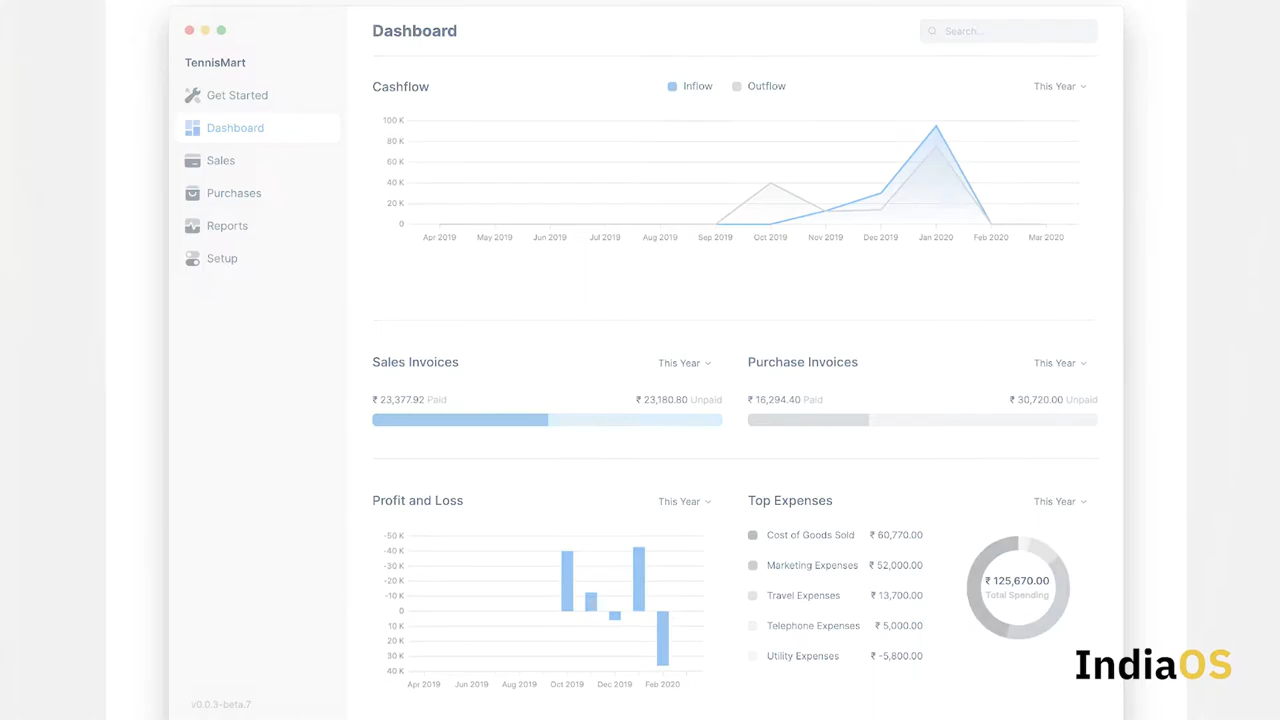 TennisMart
Get Started
Dashboard
Sales
Purchases
Reports
Setup
v0.0.3-beta.7
Dashboard
Search...
Cashflow
Inflow
Outflow
This Year
100 K
80 K
60 K
40 K
20 K
0
Apr 2019 May 2019 Jun 2019 Jul 2019 Aug 2019 Sep 2019 Oct 2019 Nov 2019 Dec 2019 Jan 2020 Feb 2020 Mar 2020
Sales Invoices
This Year
₹ 23,377.92 Paid
₹ 23,180.80 Unpaid
Purchase Invoices
This Year
₹ 16,294.40 Paid
₹ 30,720.00 Unpaid
Profit and Loss
This Year
-50 K
-40 K
-30 K
-20 K
-10 K
0
10 K
20 K
30 K
40 K
Apr 2019 Jun 2019 Aug 2019 Oct 2019 Dec 2019 Feb 2020
Top Expenses
This Year
Cost of Goods Sold ₹ 60,770.00
Marketing Expenses ₹ 52,000.00
Travel Expenses ₹ 13,700.00
Telephone Expenses ₹ 5,000.00
Utility Expenses ₹ -5,800.00
₹ 125,670.00
Total Spending
IndiaOS